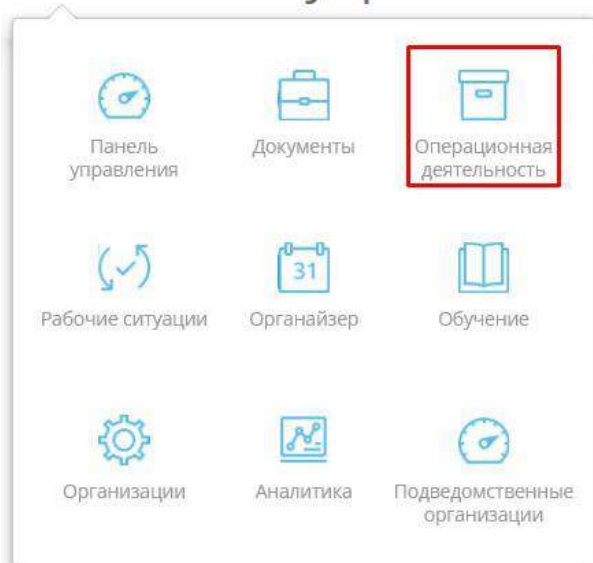 Панель
управления
Документы
Операционная
деятельность
Рабочие ситуации
31
Органайзер
Обучение
Организации
Аналитика
Подведомственные
организации